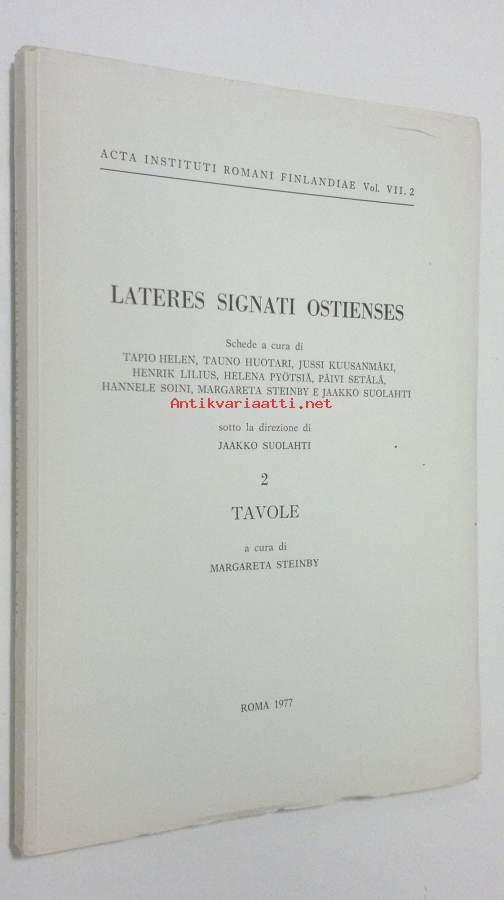 ACTA INSTITUTI ROMANI FINLANDIAE Vol. VII. 2
LATERES SIGNATI OSTIENSES
Schede a cura di
TAPIO HELEN, TAUNO HUOTARI, JUSSI KUUSANMÄKI,
HENRIK LILIUS, HELENA PYÖTSIÄ, PÄIVI SETÄLÄ,
HANNELE SOINI, MARGARETA STEINBY E JAAKKO SUOLAHTI
Antikvariaatti.net
sotto la direzione di
JAAKKO SUOLAHTI
2
TAVOLE
a cura di
MARGARETA STEINBY
ROMA 1977